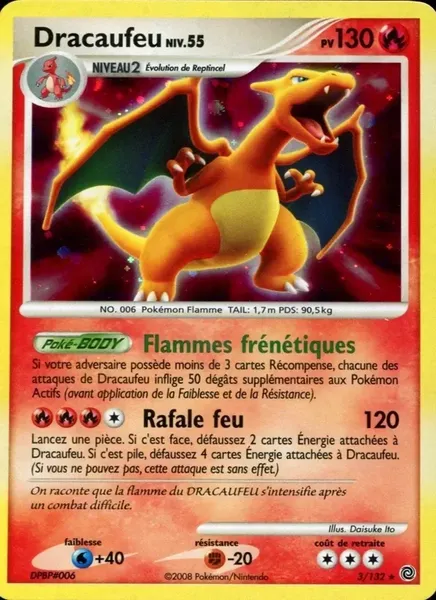 Dracaufeu NIV.55
PV 130
NIVEAU 2 Évolution de Reptincel
NO. 006 Pokémon Flamme TAIL: 1,7 m PDS: 90,5 kg
Poké-BODY Flammes frénétiques
Si votre adversaire possède moins de 3 cartes Récompense, chacune des
attaques de Dracaufeu inflige 50 dégâts supplémentaires aux Pokémon
Actifs (avant application de la Faiblesse et de la Résistance).
Rafale feu 120
Lancez une pièce. Si c'est face, défaussez 2 cartes Énergie attachées à
Dracaufeu. Si c'est pile, défaussez 4 cartes Énergie attachées à Dracaufeu.
(Si vous ne pouvez pas, cette attaque est sans effet.)
On raconte que la flamme du DRACAUFEU s'intensifie après
un combat difficile.
Illus. Daisuke Ito
faiblesse résistance coût de retraite
+40 -20
DPBP#006 ©2008 Pokémon/Nintendo 3/132 ★